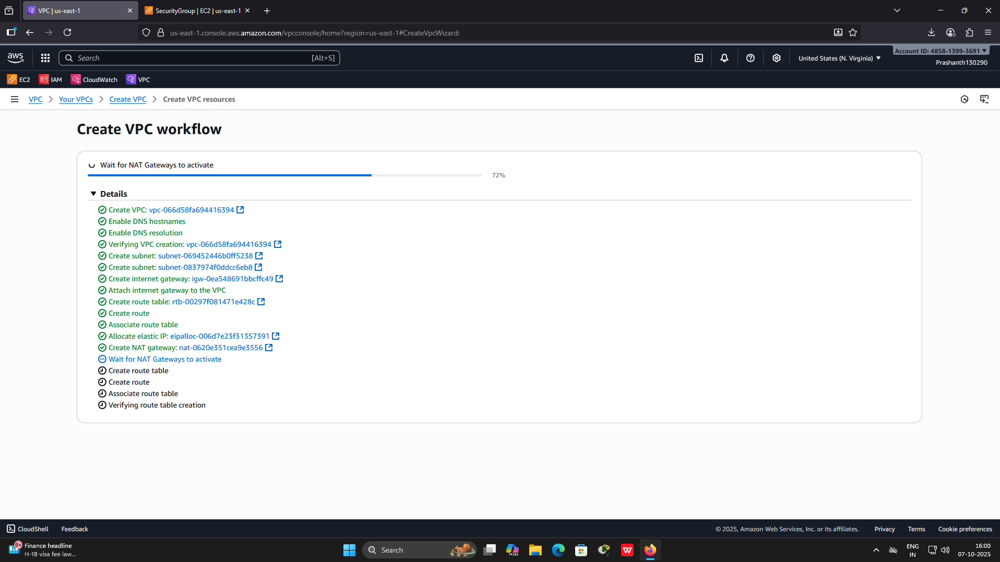 VPC | us-east-1
SecurityGroup | EC2 | us-east-1
us-east-1.console.aws.amazon.com/vpcconsole/home?region=us-east-1#CreateVpcWizard:
aws
Search
[Alt+S]
United States (N. Virginia)
Account ID: 4858-1399-3691
Prashanth130290
EC2
IAM
CloudWatch
VPC
VPC
Your VPCs
Create VPC
Create VPC resources
Create VPC workflow
Wait for NAT Gateways to activate
72%
Details
Create VPC: vpc-066d58fa694416394
Enable DNS hostnames
Enable DNS resolution
Verifying VPC creation: vpc-066d58fa694416394
Create subnet: subnet-069452446b0ff5238
Create subnet: subnet-0837974f0ddcc6eb8
Create internet gateway: igw-0ea548691bbcffc49
Attach internet gateway to the VPC
Create route table: rtb-00297f081471e428c
Create route
Associate route table
Allocate elastic IP: eipalloc-006d7e23f31357391
Create NAT gateway: nat-0620e351cea9e3556
Wait for NAT Gateways to activate
Create route table
Create route
Associate route table
Verifying route table creation
CloudShell
Feedback
© 2025, Amazon Web Services, Inc. or its affiliates.
Privacy
Terms
Cookie preferences
9+
Finance headline
H-1B visa fee law...
Search
M365
W
ENG
IN
16:00
07-10-2025